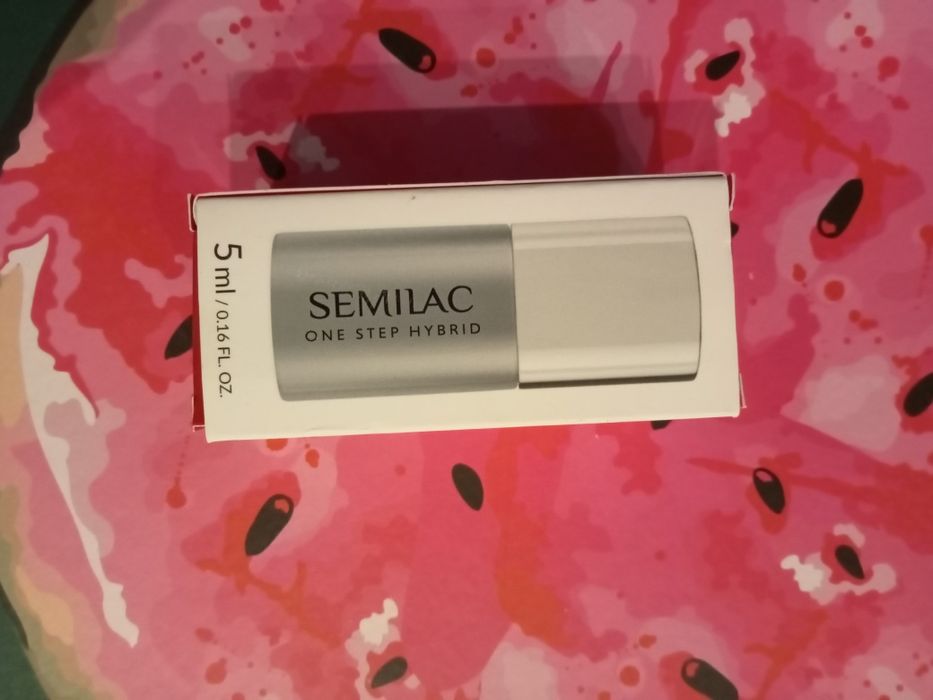 SEMILAC
ONE STEP HYBRID
5 ml / 0.16 FL. OZ.